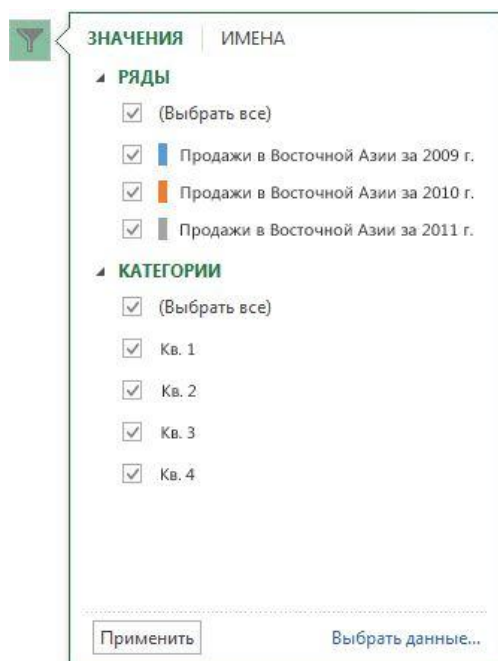 ЗНАЧЕНИЯ ИМЕНА
РЯДЫ
(Выбрать все)
Продажи в Восточной Азии за 2009 г.
Продажи в Восточной Азии за 2010 г.
Продажи в Восточной Азии за 2011 г.
КАТЕГОРИИ
(Выбрать все)
Кв. 1
Кв. 2
Кв. 3
Кв. 4
Применить Выбрать данные...